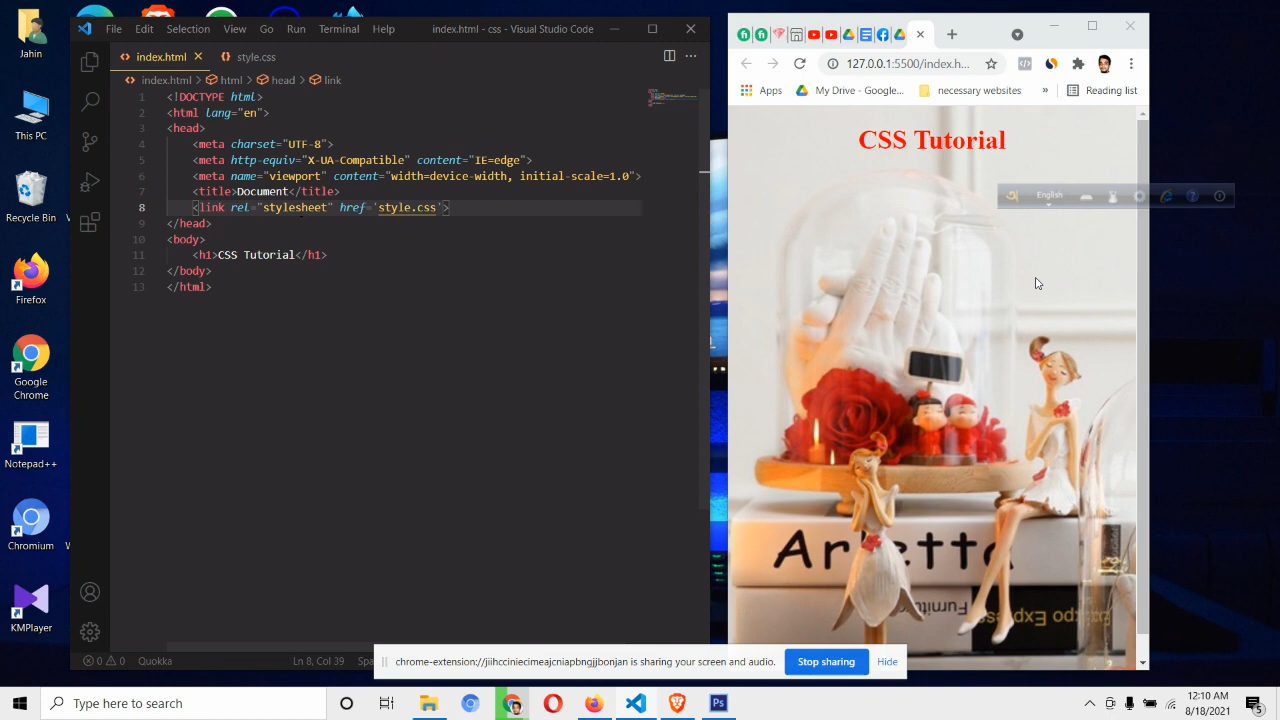 Jahin
This PC
Recycle Bin
Firefox
Google
Chrome
Notepad++
Chromium
KMPlayer
File Edit Selection View Go Run Terminal Help index.html - css - Visual Studio Code
index.html style.css
index.html > html > head > link
1 <!DOCTYPE html>
2 <html lang="en">
3 <head>
4 <meta charset="UTF-8">
5 <meta http-equiv="X-UA-Compatible" content="IE=edge">
6 <meta name="viewport" content="width=device-width, initial-scale=1.0">
7 <title>Document</title>
8 <link rel="stylesheet" href='style.css'>
9 </head>
10 <body>
11 <h1>CSS Tutorial</h1>
12 </body>
13 </html>
0 0 Quokka Ln 8, Col 39 Spa
127.0.0.1:5500/index.h...
Apps My Drive - Google... necessary websites » Reading list
CSS Tutorial
English
Arletta
Furnitu
Expo
chrome-extension://jiihcciniecimeajcniapbngjjbonjan is sharing your screen and audio. Stop sharing Hide
Type here to search
12:10 AM
8/18/2021
5